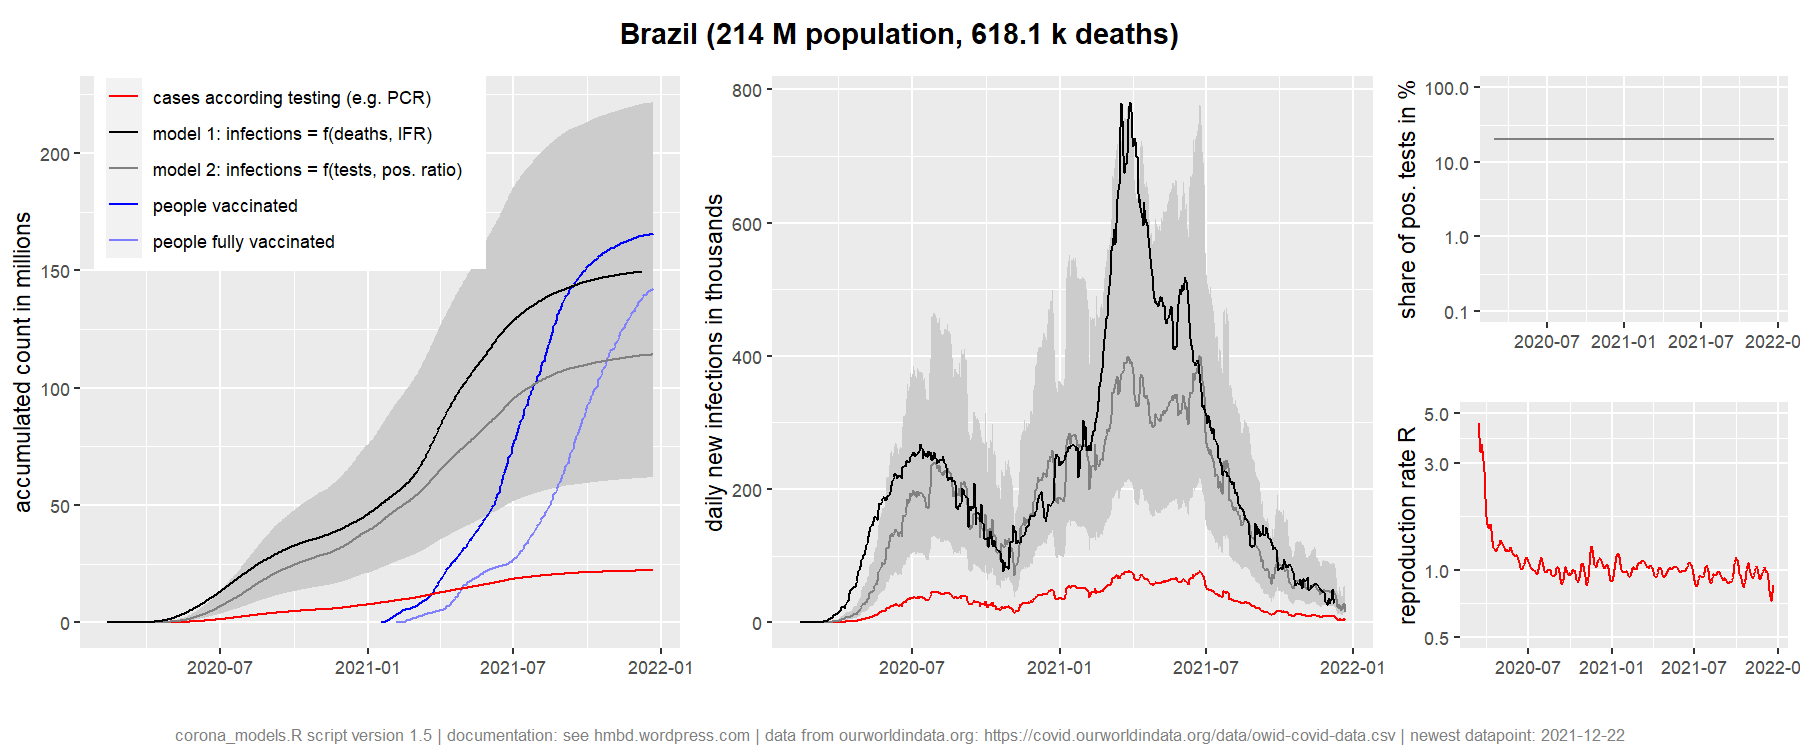 Brazil (214 M population, 618.1 k deaths)
accumulated count in millions
200
150
100
50
0
cases according testing (e.g. PCR)
model 1: infections = f(deaths, IFR)
model 2: infections = f(tests, pos. ratio)
people vaccinated
people fully vaccinated
2020-07 2021-01 2021-07 2022-01
daily new infections in thousands
800
600
400
200
0
2020-07 2021-01 2021-07 2022-01
share of pos. tests in %
100.0
10.0
1.0
0.1
2020-07 2021-01 2021-07 2022-0
reproduction rate R
5.0
3.0
1.0
0.5
2020-07 2021-01 2021-07 2022-0
corona_models.R script version 1.5 | documentation: see hmbd.wordpress.com | data from ourworldindata.org: https://covid.ourworldindata.org/data/owid-covid-data.csv | newest datapoint: 2021-12-22